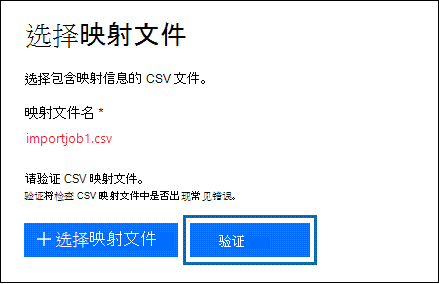 选择映射文件
选择包含映射信息的 CSV 文件。
映射文件名 *
importjob1.csv
请验证 CSV 映射文件。
验证将检查 CSV 映射文件中是否出现常见错误。
+ 选择映射文件
验证